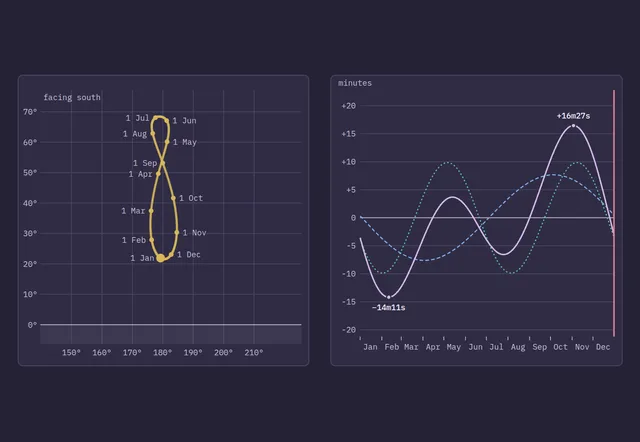 facing south
70°
60°
50°
40°
30°
20°
10°
0°
1 Jul
1 Jun
1 Aug
1 May
1 Sep
1 Apr
1 Oct
1 Mar
1 Nov
1 Feb
1 Dec
1 Jan
150° 160° 170° 180° 190° 200° 210°
minutes
+20
+15
+10
+5
0
-5
-10
-15
-20
+16m27s
−14m11s
Jan Feb Mar Apr May Jun Jul Aug Sep Oct Nov Dec